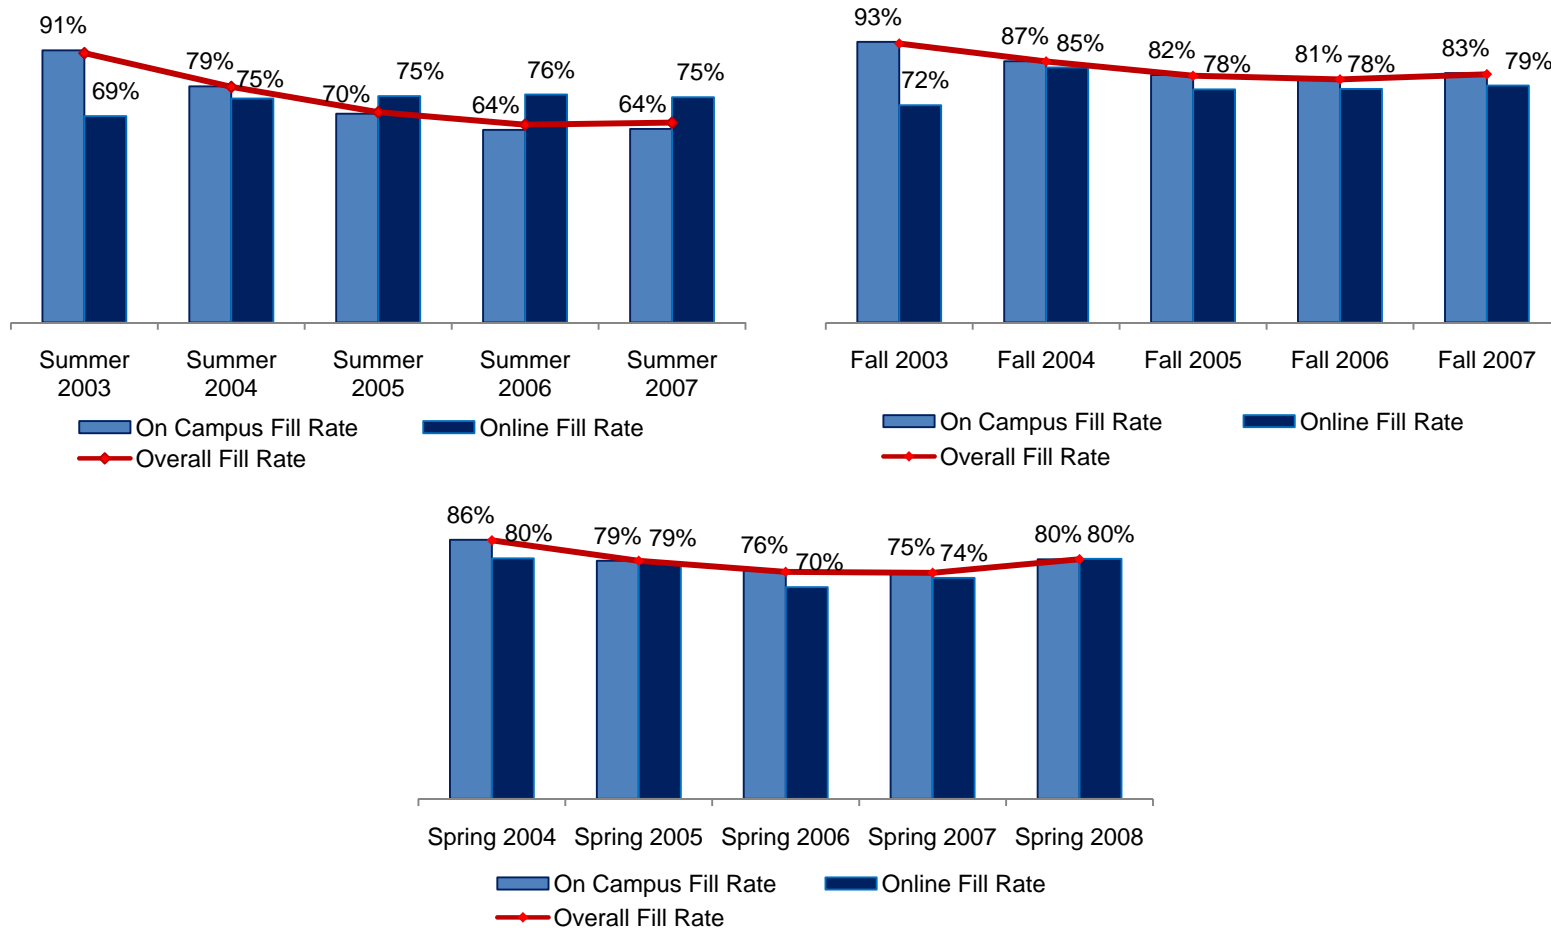 91%
69%
79%
75%
70%
75%
64%
76%
64%
75%
Summer
2003
Summer
2004
Summer
2005
Summer
2006
Summer
2007
On Campus Fill Rate
Online Fill Rate
Overall Fill Rate
93%
72%
87%
85%
82%
78%
81%
78%
83%
79%
Fall 2003
Fall 2004
Fall 2005
Fall 2006
Fall 2007
On Campus Fill Rate
Online Fill Rate
Overall Fill Rate
86%
80%
79%
79%
76%
70%
75%
74%
80%
80%
Spring 2004
Spring 2005
Spring 2006
Spring 2007
Spring 2008
On Campus Fill Rate
Online Fill Rate
Overall Fill Rate